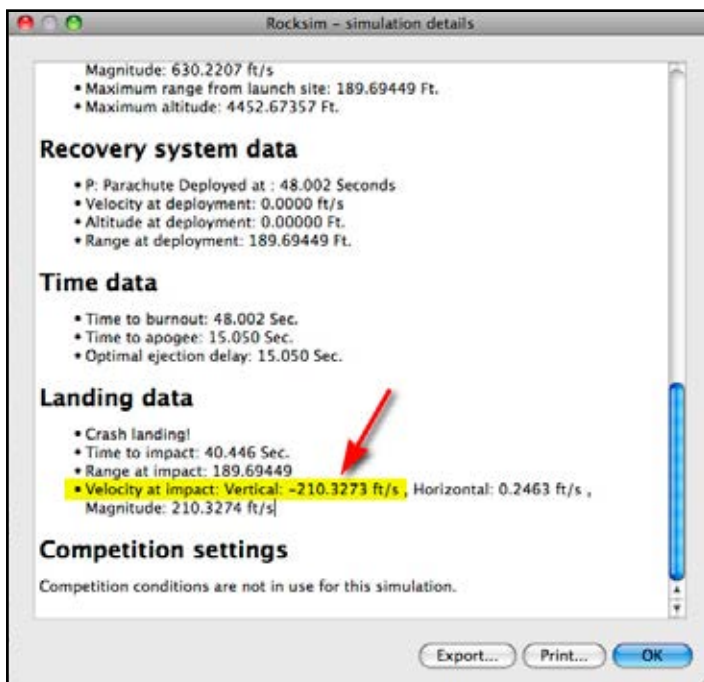 Rocksim – simulation details
Magnitude: 630.2207 ft/s
• Maximum range from launch site: 189.69449 Ft.
• Maximum altitude: 4452.67357 Ft.
Recovery system data
• P: Parachute Deployed at : 48.002 Seconds
• Velocity at deployment: 0.0000 ft/s
• Altitude at deployment: 0.00000 Ft.
• Range at deployment: 189.69449 Ft.
Time data
• Time to burnout: 48.002 Sec.
• Time to apogee: 15.050 Sec.
• Optimal ejection delay: 15.050 Sec.
Landing data
• Crash landing!
• Time to impact: 40.446 Sec.
• Range at impact: 189.69449
• Velocity at impact: Vertical: -210.3273 ft/s , Horizontal: 0.2463 ft/s ,
Magnitude: 210.3274 ft/s
Competition settings
Competition conditions are not in use for this simulation.
Export... Print... OK